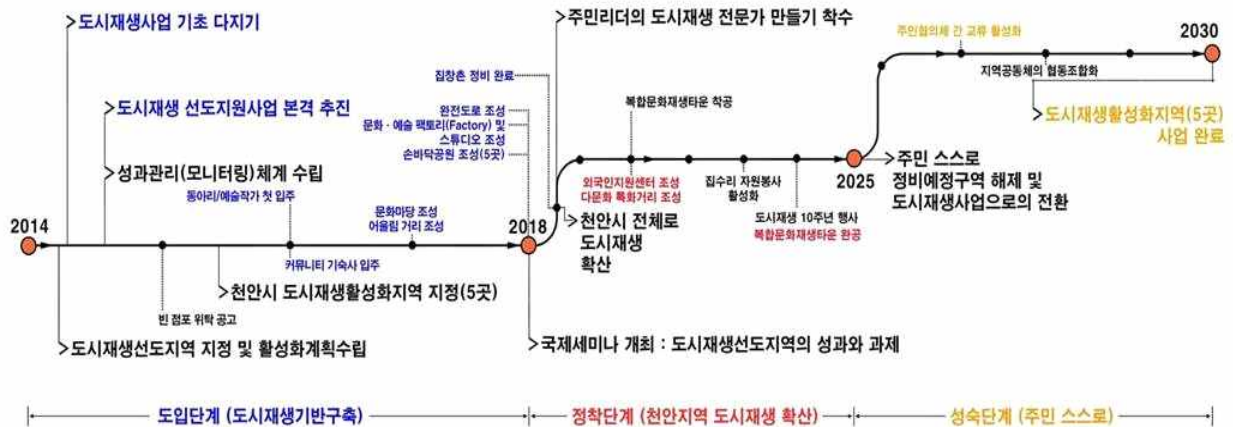 도시재생사업 기초 다지기
주민리더의 도시재생 전문가 만들기 착수
주민협의체 간 교류 활성화
2030
집창촌 정비 완료
지역공동체의 협동조합화
도시재생 선도지원사업 본격 추진
완전도로 조성
문화·예술 팩토리(Factory) 및
스튜디오 조성
손바닥공원 조성(5곳)
복합문화재생타운 착공
도시재생활성화지역(5곳)
사업 완료
성과관리(모니터링)체계 수립
동아리/예술작가 첫 입주
외국인지원센터 조성
다문화 특화거리 조성
집수리 자원봉사
활성화
2025
주민 스스로
정비예정구역 해제 및
도시재생사업으로의 전환
2014
문화마당 조성
어울림 거리 조성
2018
천안시 전체로
도시재생
확산
도시재생 10주년 행사
복합문화재생타운 완공
커뮤니티 기숙사 입주
천안시 도시재생활성화지역 지정(5곳)
빈 점포 위탁 공고
도시재생선도지역 지정 및 활성화계획수립
국제세미나 개최 : 도시재생선도지역의 성과와 과제
도입단계 (도시재생기반구축)
정착단계 (천안지역 도시재생 확산)
성숙단계 (주민 스스로)